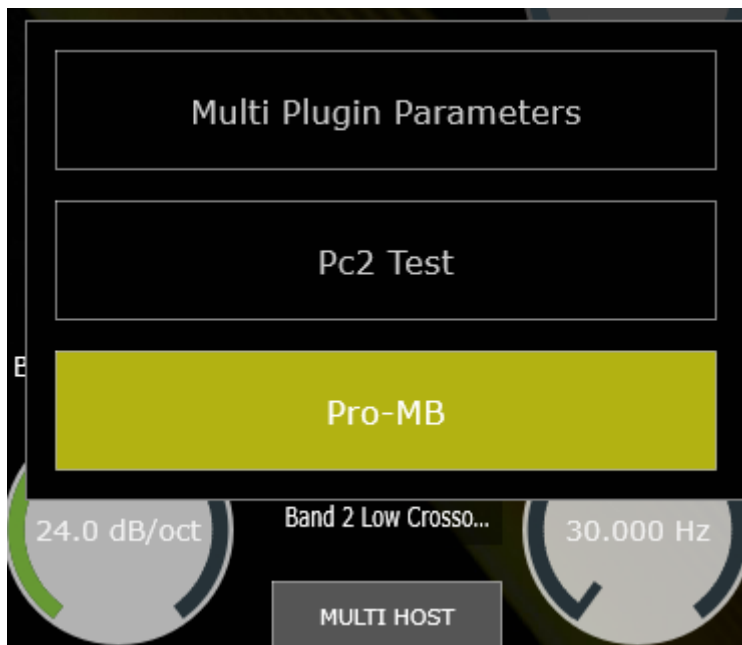 Multi Plugin Parameters
Pc2 Test
B
Pro-MB
24.0 dB/oct
Band 2 Low Crosso...
30.000 Hz
MULTI HOST